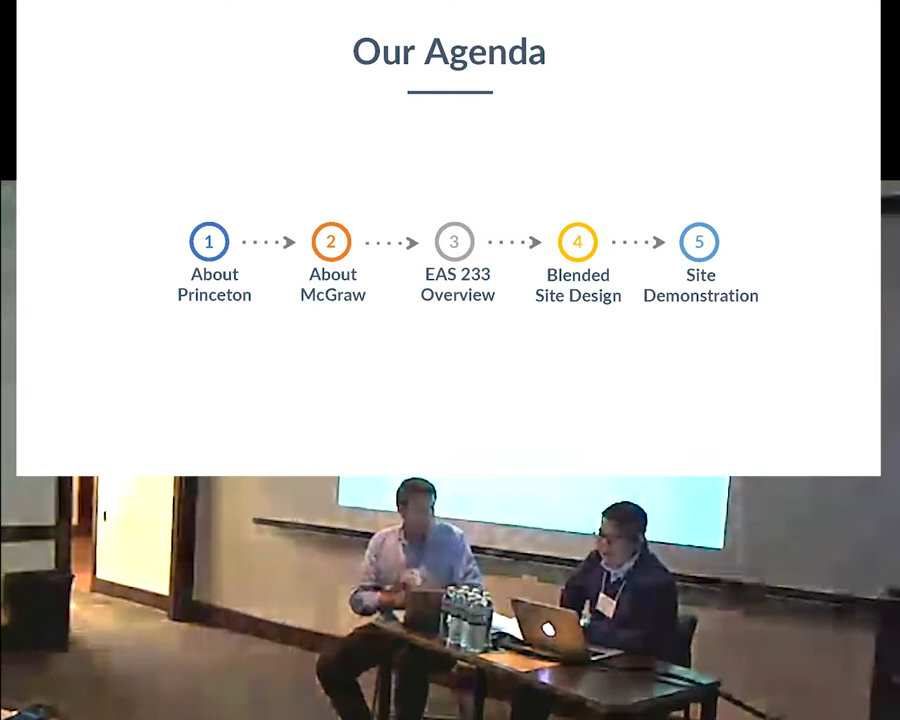 Our Agenda
1
2
3
4
5
About
Princeton
About
McGraw
EAS 233
Overview
Blended
Site Design
Site
Demonstration